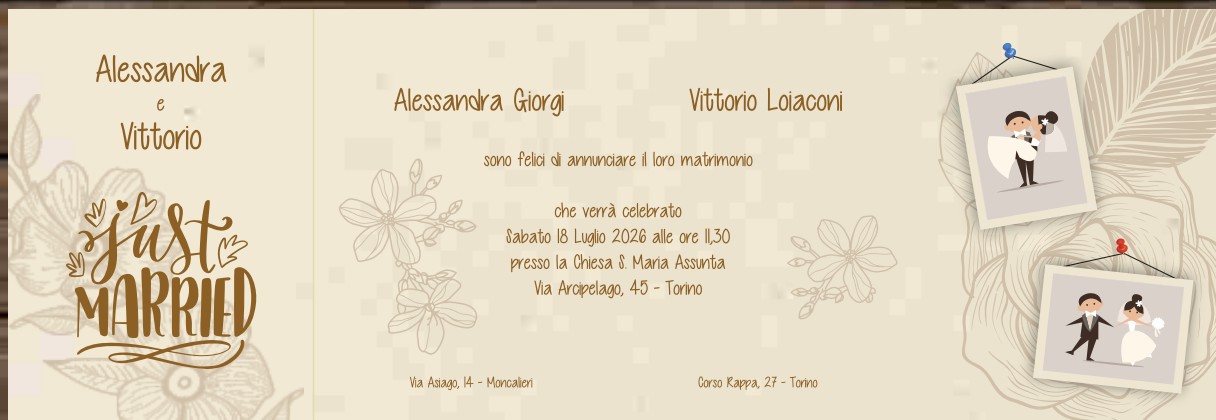 Alessandra
e
Vittorio
just
MARRIED
Alessandra Giorgi
Vittorio Loiaconi
sono felici di annunciare il loro matrimonio
che verrà celebrato
Sabato 18 Luglio 2026 alle ore 11,30
presso la Chiesa S. Maria Assunta
Via Arcipelago, 45 - Torino
Via Asiago, 14 - Moncalieri
Corso Rappa, 27 - Torino